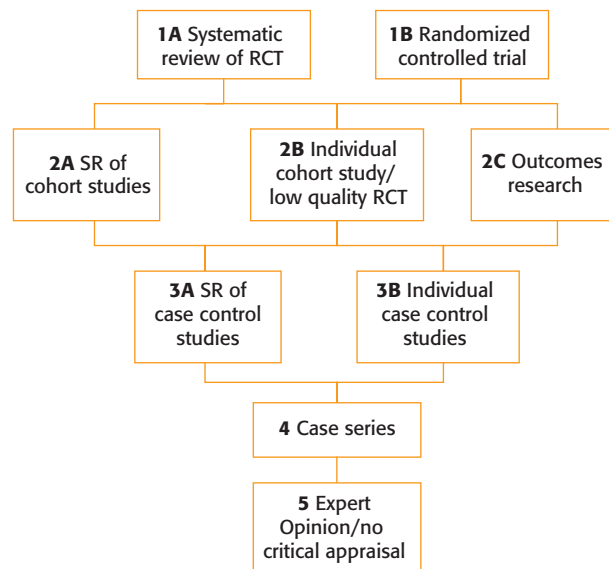 1A Systematic
review of RCT
1B Randomized
controlled trial
2A SR of
cohort studies
2B Individual
cohort study/
low quality RCT
2C Outcomes
research
3A SR of
case control
studies
3B Individual
case control
studies
4 Case series
5 Expert
Opinion/no
critical appraisal